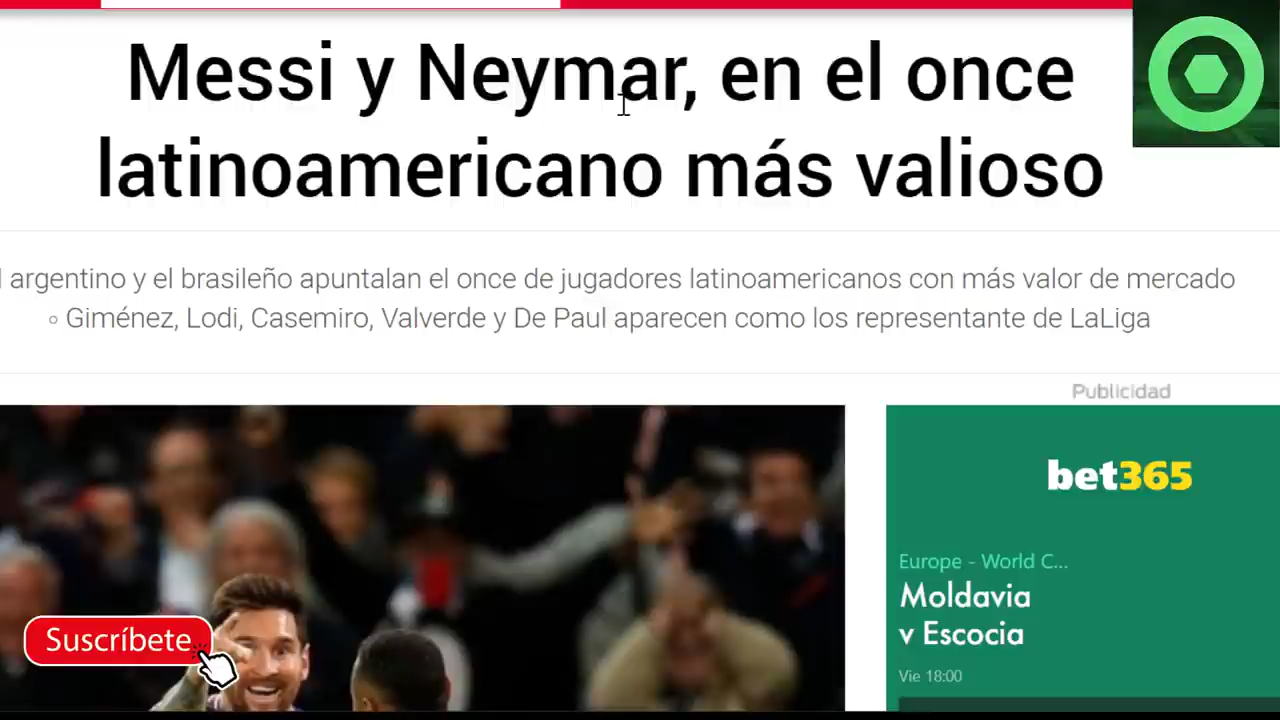 Messi y Neymar, en el once
latinoamericano más valioso
argentino y el brasileño apuntalan el once de jugadores latinoamericanos con más valor de mercado
◦ Giménez, Lodi, Casemiro, Valverde y De Paul aparecen como los representante de LaLiga
Publicidad
bet365
Europe - World C...
Moldavia
v Escocia
Vie 18:00
Suscríbete